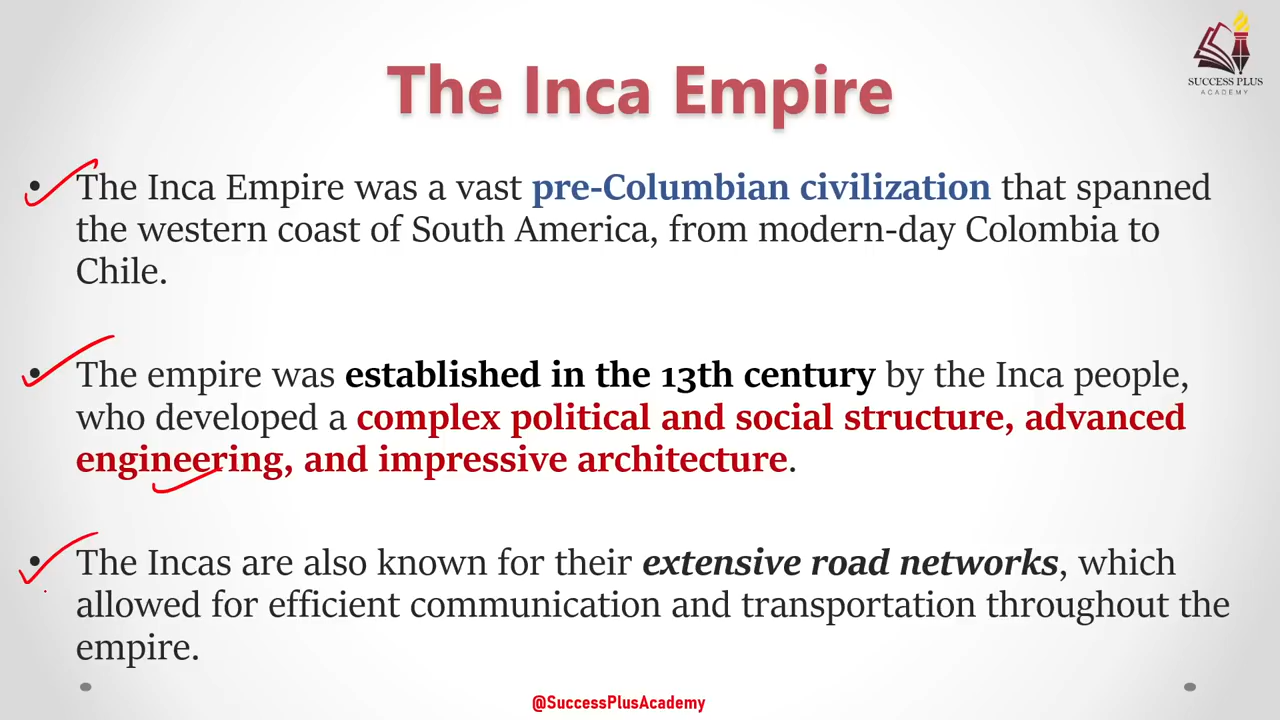 SUCCESS PLUS
ACADEMY
The Inca Empire
• The Inca Empire was a vast pre-Columbian civilization that spanned
the western coast of South America, from modern-day Colombia to
Chile.
• The empire was established in the 13th century by the Inca people,
who developed a complex political and social structure, advanced
engineering, and impressive architecture.
• The Incas are also known for their extensive road networks, which
allowed for efficient communication and transportation throughout the
empire.
@SuccessPlusAcademy